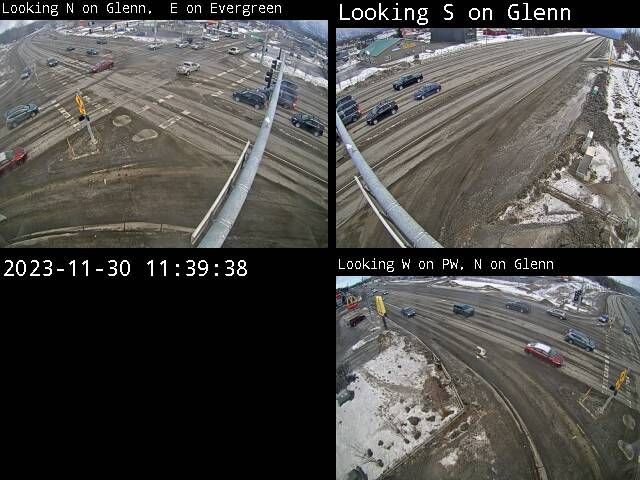 Looking N on Glenn,  E on Evergreen
Looking S on Glenn
2023-11-30 11:39:38
Looking W on PW, N on Glenn